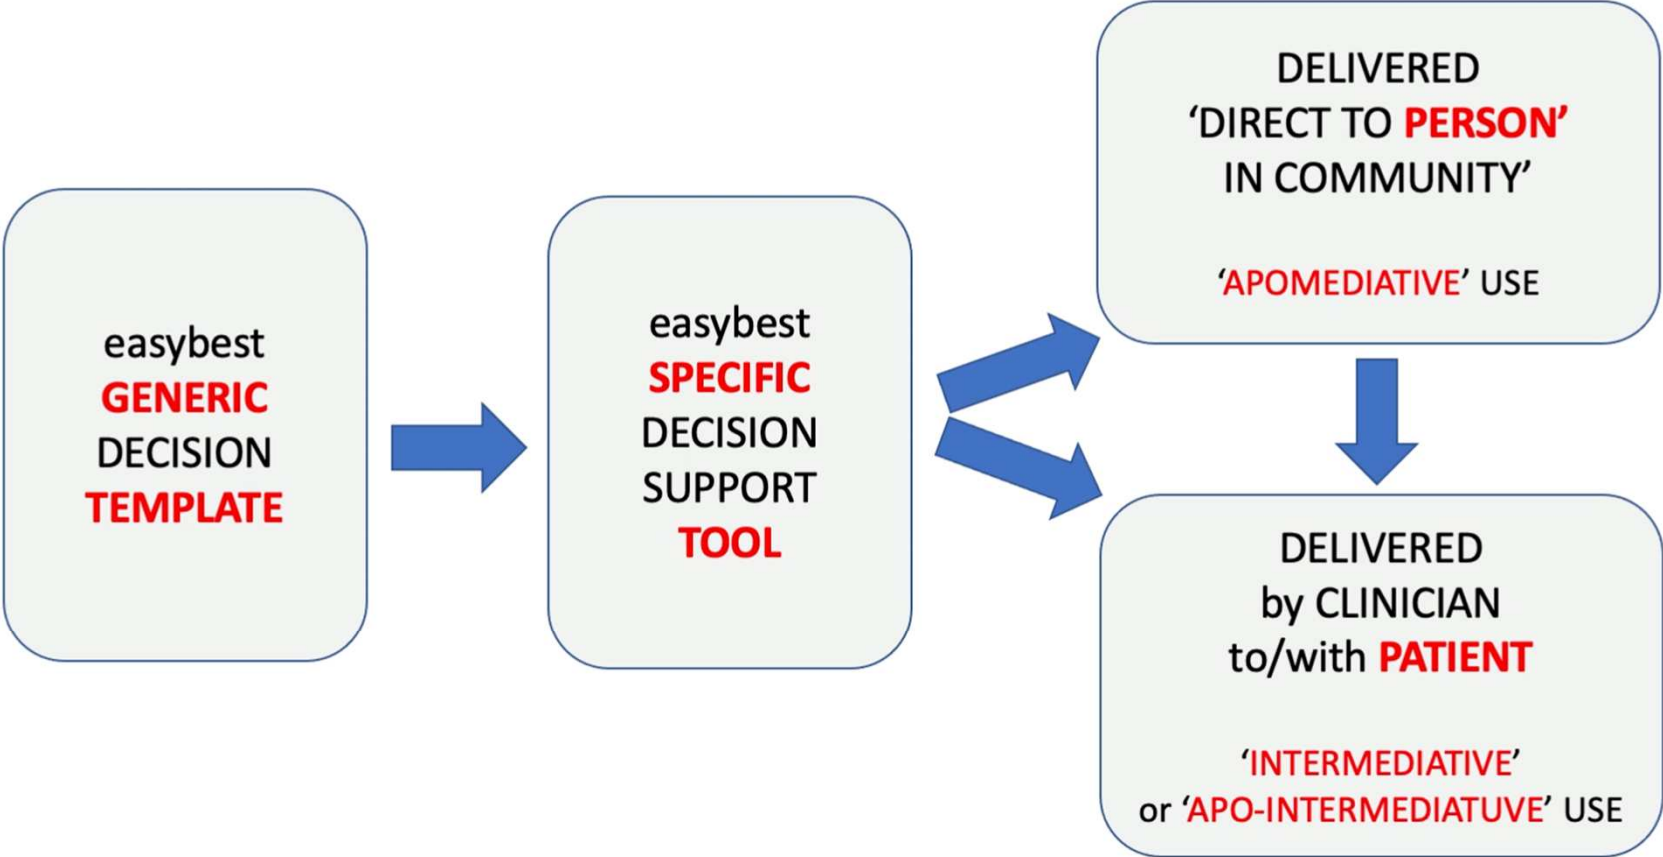 easybest
GENERIC
DECISION
TEMPLATE
easybest
SPECIFIC
DECISION
SUPPORT
TOOL
DELIVERED
‘DIRECT TO PERSON’
IN COMMUNITY’
‘APOMEDIATIVE’ USE
DELIVERED
by CLINICIAN
to/with PATIENT
‘INTERMEDIATIVE’
or ‘APO-INTERMEDIATUVE’ USE